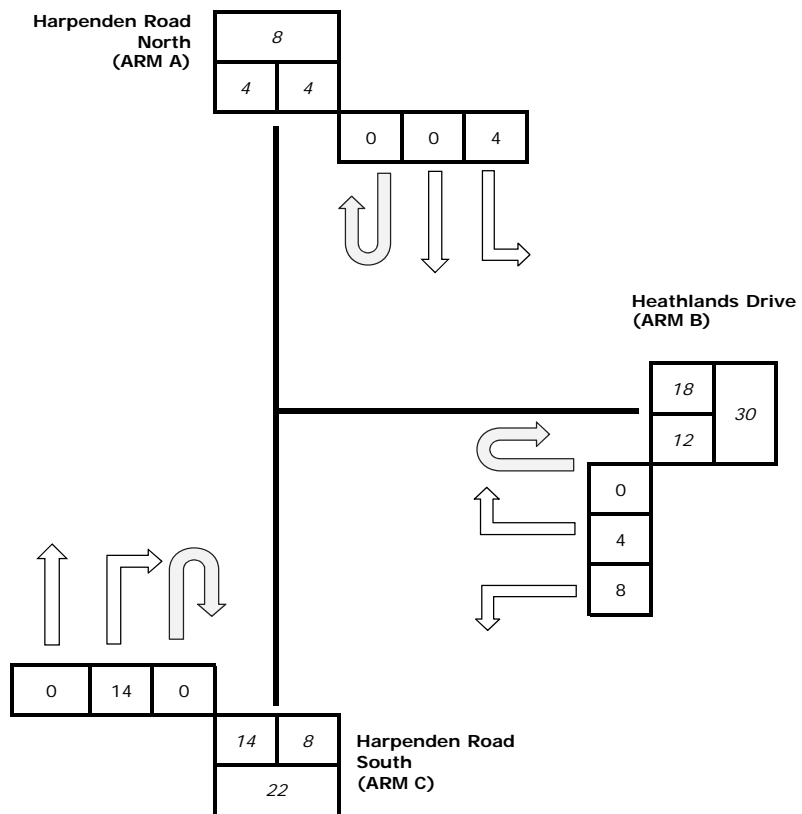 Harpenden Road
North
(ARM A)
8
4 4
0 0 4
Heathlands Drive
(ARM B)
18
30
12
0
4
8
0 14 0
14 8
Harpenden Road
South
(ARM C)
22